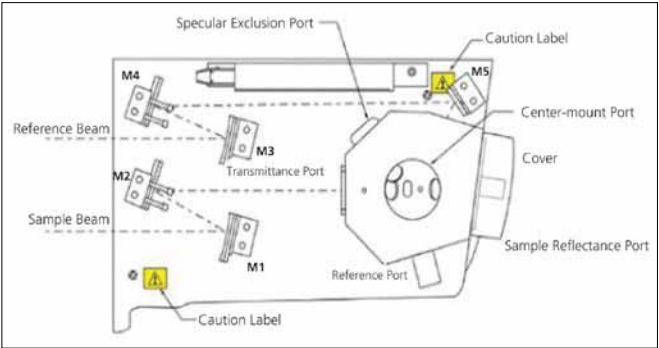 Specular Exclusion Port
Caution Label
M4
M5
Center-mount Port
Reference Beam
M3
Cover
M2
Transmittance Port
Sample Beam
M1
Reference Port
Sample Reflectance Port
Caution Label